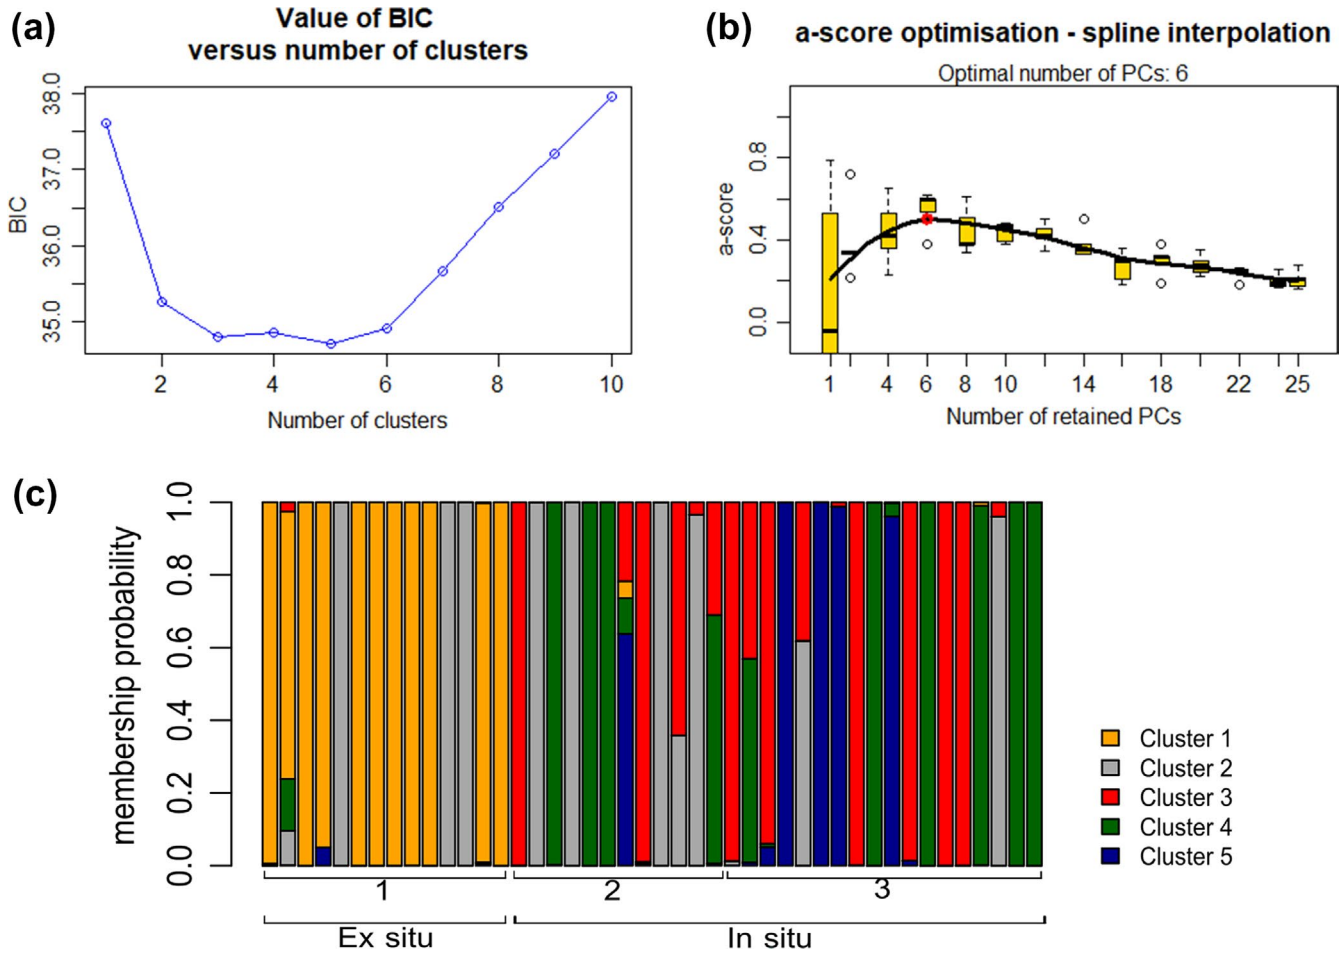 (a)
Value of BIC
versus number of clusters
BIC
38.0
37.0
36.0
35.0
2 4 6 8 10
Number of clusters
(b)
a-score optimisation - spline interpolation
Optimal number of PCs: 6
a-score
0.8
0.4
0.0
1 4 6 8 10 14 18 22 25
Number of retained PCs
(c)
membership probability
1.0
0.8
0.6
0.4
0.2
0.0
1 2 3
Ex situ In situ
Cluster 1
Cluster 2
Cluster 3
Cluster 4
Cluster 5